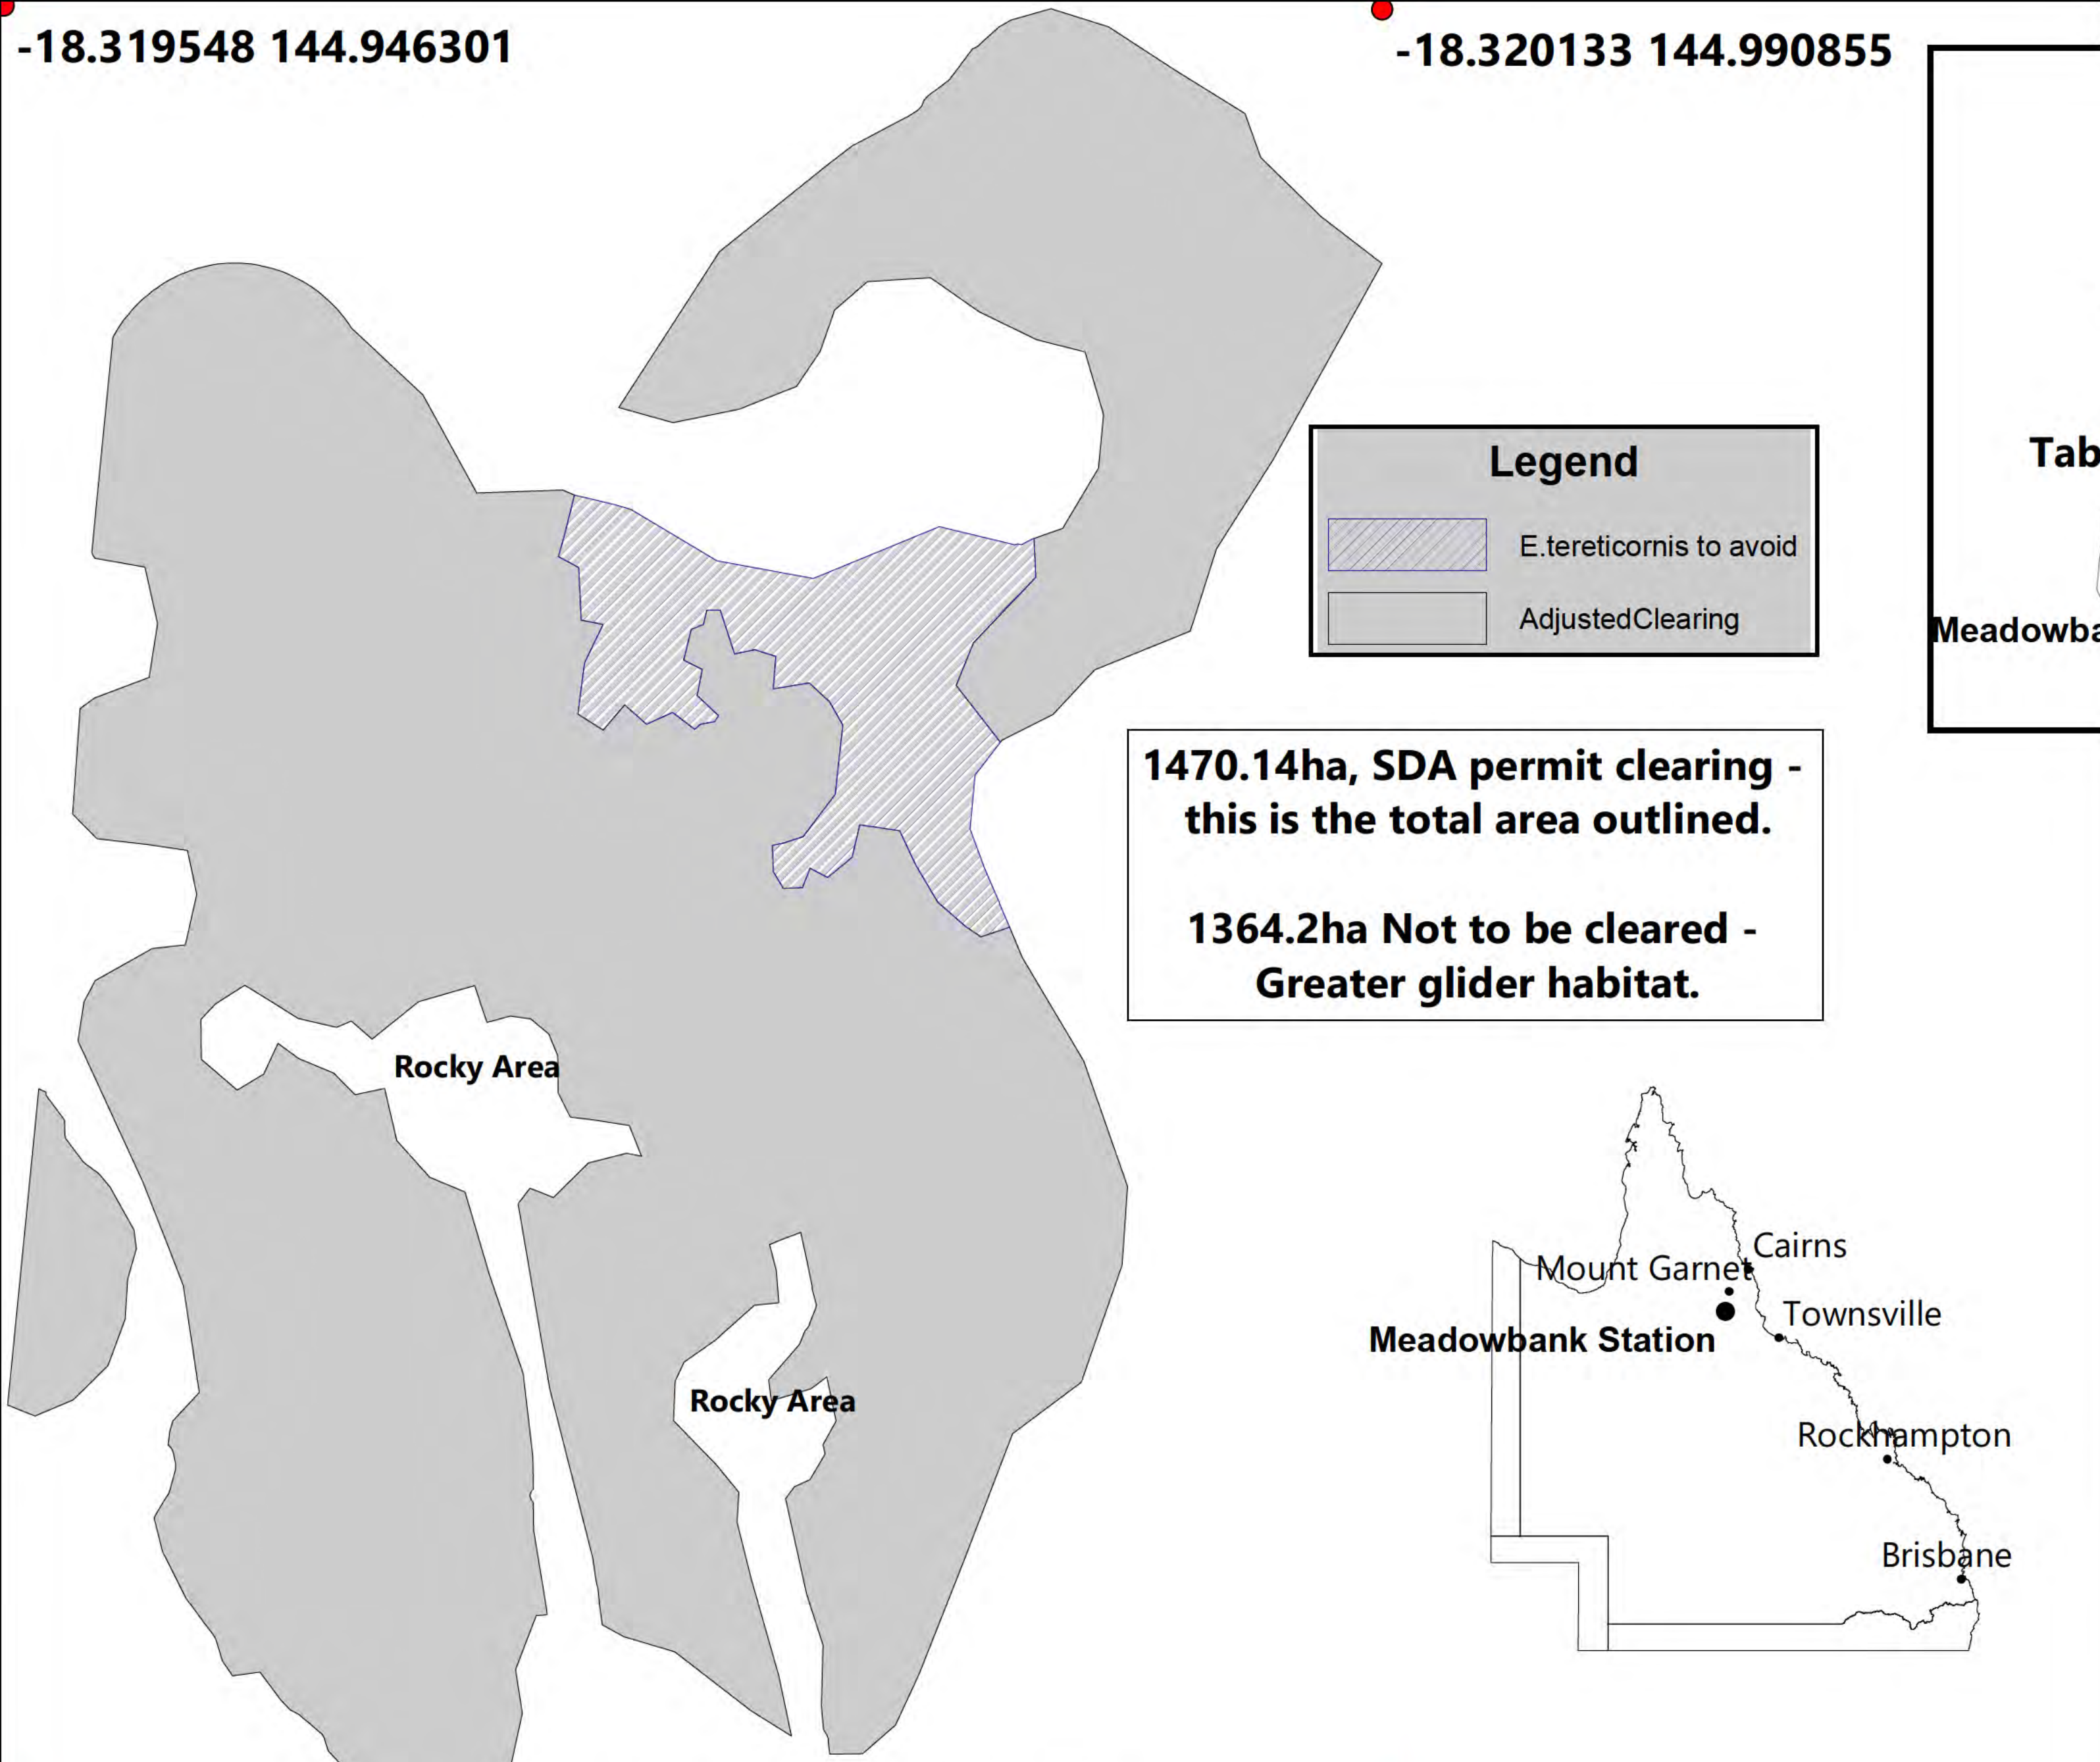 -18.319548 144.946301
-18.320133 144.990855
Legend
E.tereticornis to avoid
AdjustedClearing
Tab
Meadowba
1470.14ha, SDA permit clearing -
this is the total area outlined.
1364.2ha Not to be cleared -
Greater glider habitat.
Rocky Area
Rocky Area
Cairns
Mount Garnet
Townsville
Meadowbank Station
Rockhampton
Brisbane